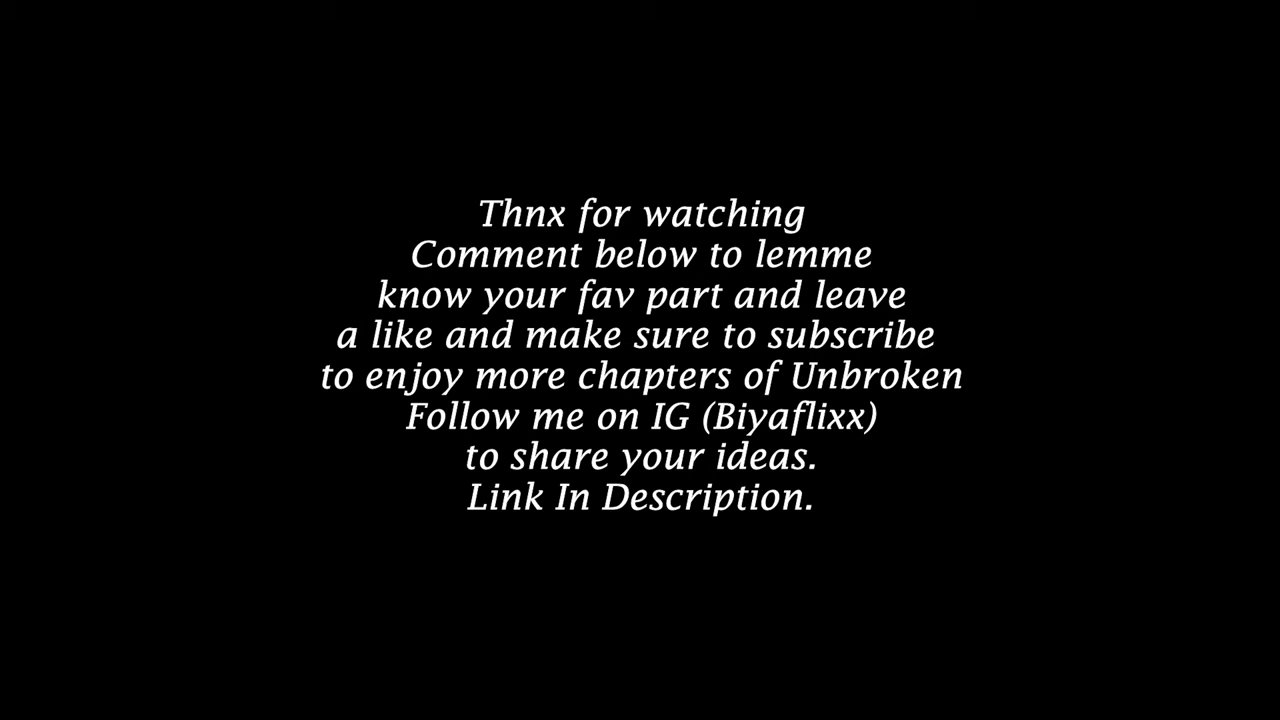 Thnx for watching
Comment below to lemme
know your fav part and leave
a like and make sure to subscribe
to enjoy more chapters of Unbroken
Follow me on IG (Biyaflixx)
to share your ideas.
Link In Description.